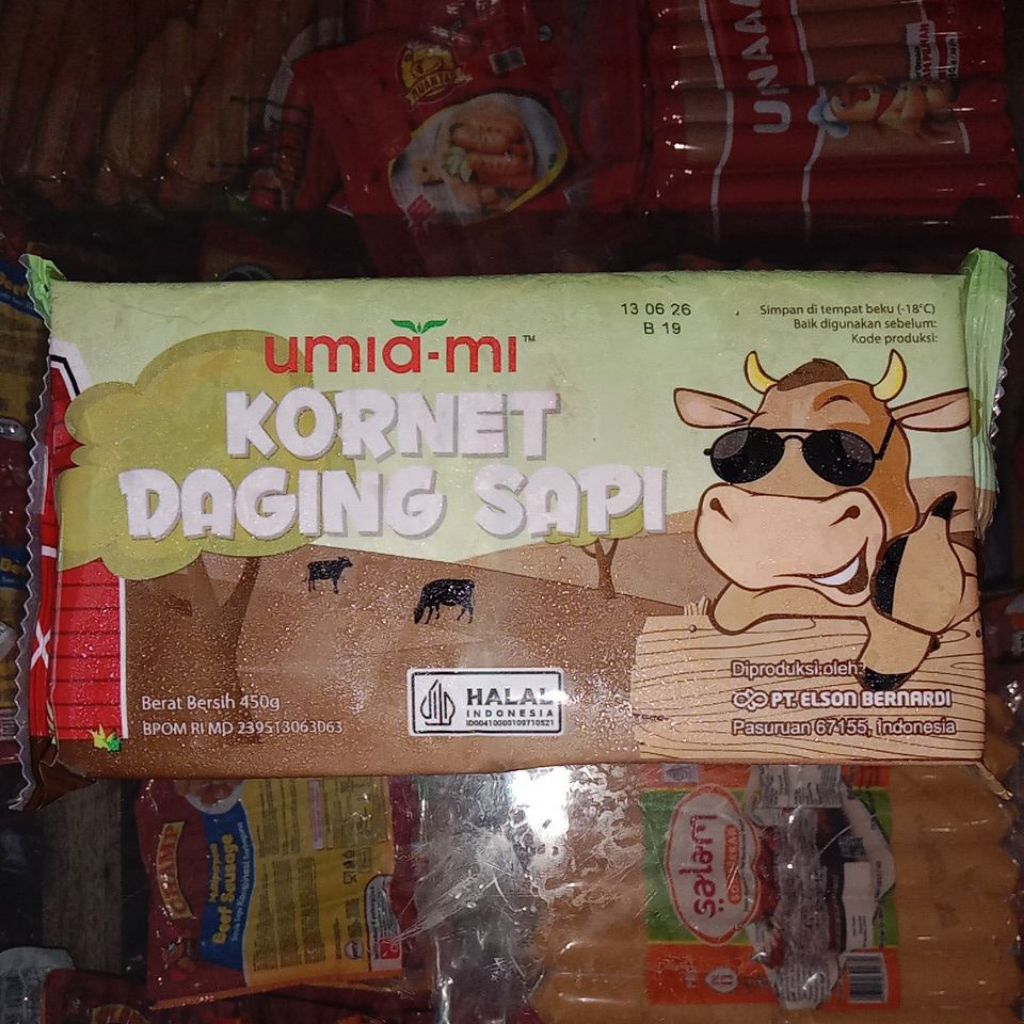 UMAMI
13 06 26
B 19
Simpan di tempat beku (-18°C)
Baik digunakan sebelum:
Kode produksi:
umia-mi™
KORNET
DAGING SAPI
Berat Bersih 450g
BPOM RI MD 239513063063
HALAL
INDONESIA
ID00410000109710521
Diproduksi oleh:
PT. ELSON BERNARDI
Pasuruan 67155, Indonesia
Beef Sausage
salam